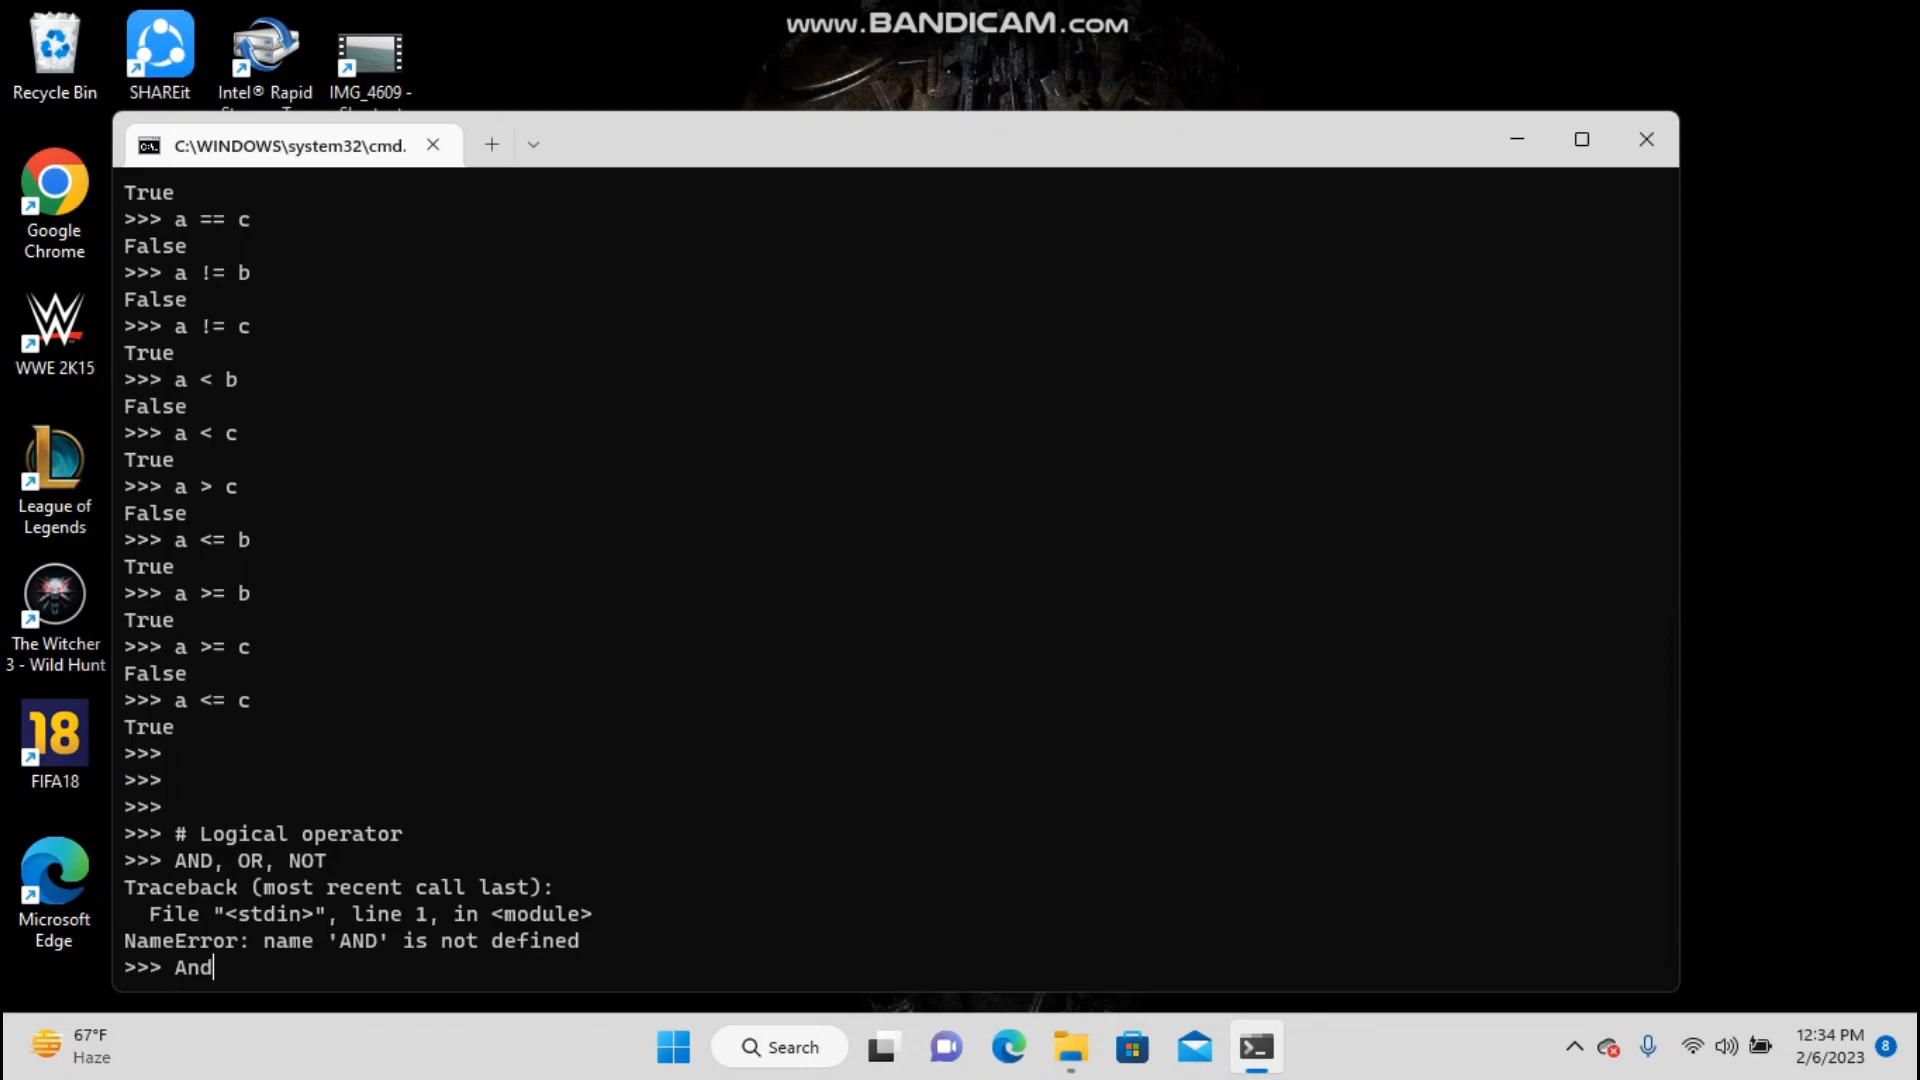 www.BANDICAM.com
Recycle Bin
SHAREit
Intel® Rapid
IMG_4609 -
C:\WINDOWS\system32\cmd.
Google
Chrome
WWE 2K15
League of
Legends
The Witcher
3 - Wild Hunt
18
FIFA18
Microsoft
Edge
True
>>> a == c
False
>>> a != b
False
>>> a != c
True
>>> a < b
False
>>> a < c
True
>>> a > c
False
>>> a <= b
True
>>> a >= b
True
>>> a >= c
False
>>> a <= c
True
>>>
>>>
>>>
>>> # Logical operator
>>> AND, OR, NOT
Traceback (most recent call last):
  File "<stdin>", line 1, in <module>
NameError: name 'AND' is not defined
>>> And
67°F
Haze
Search
12:34 PM
2/6/2023
8